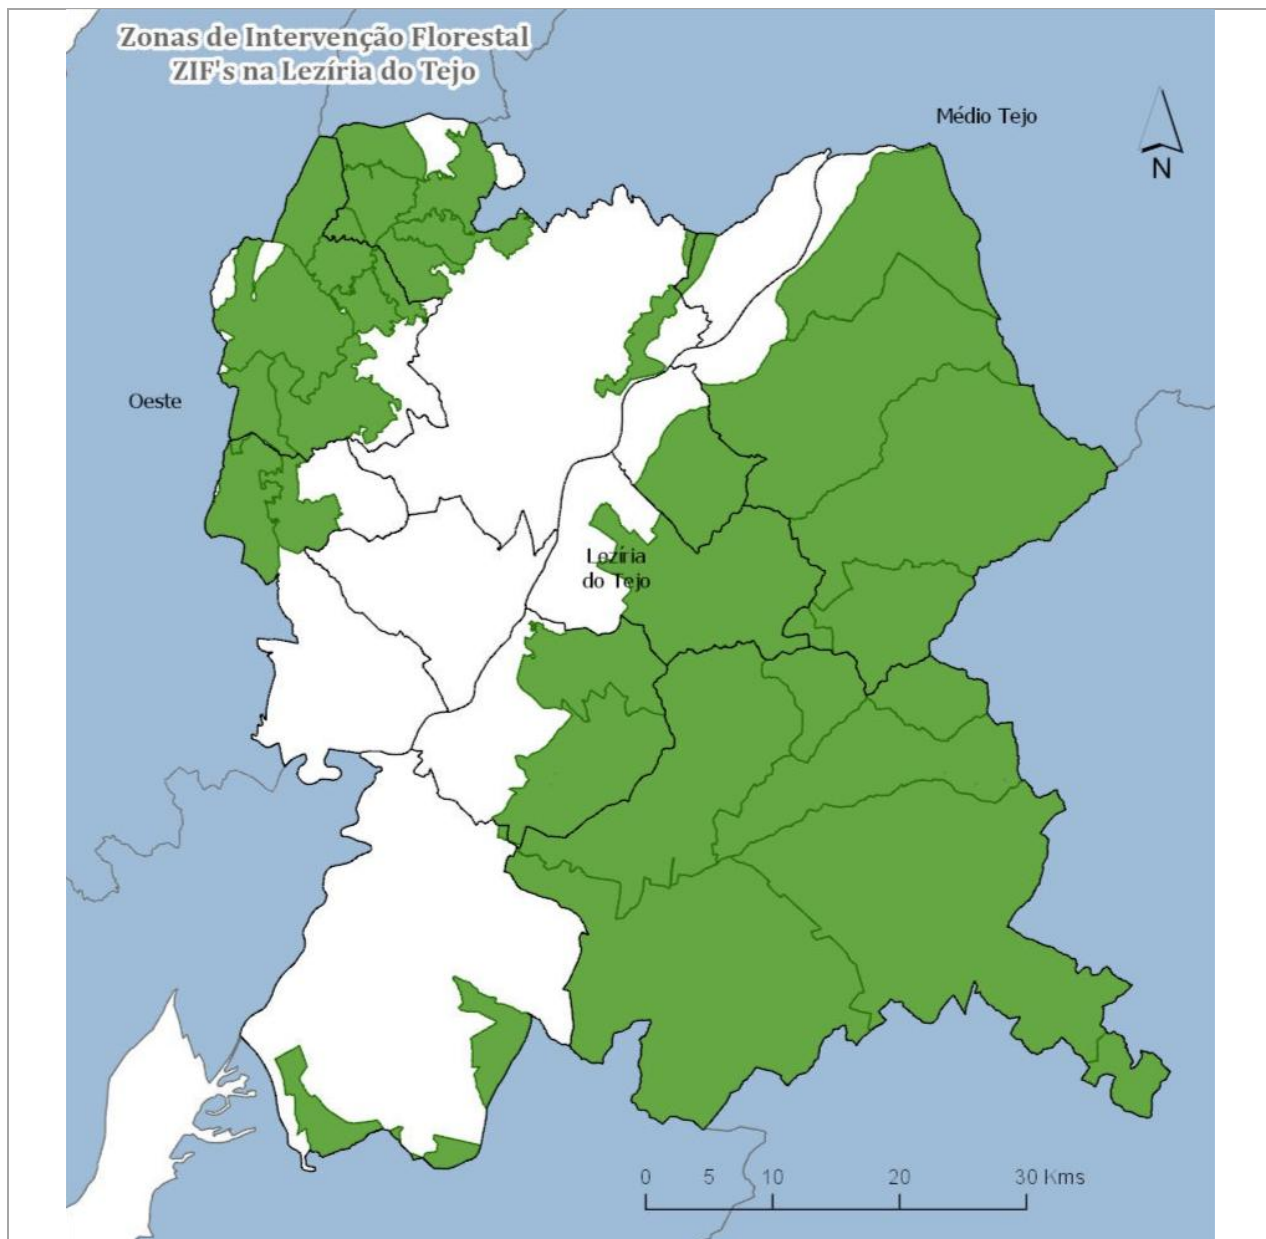 Zonas de Intervenção Florestal
ZIF's na Lezíria do Tejo
Médio Tejo
N
Oeste
Lezíria
do Tejo
0 5 10 20 30 Kms